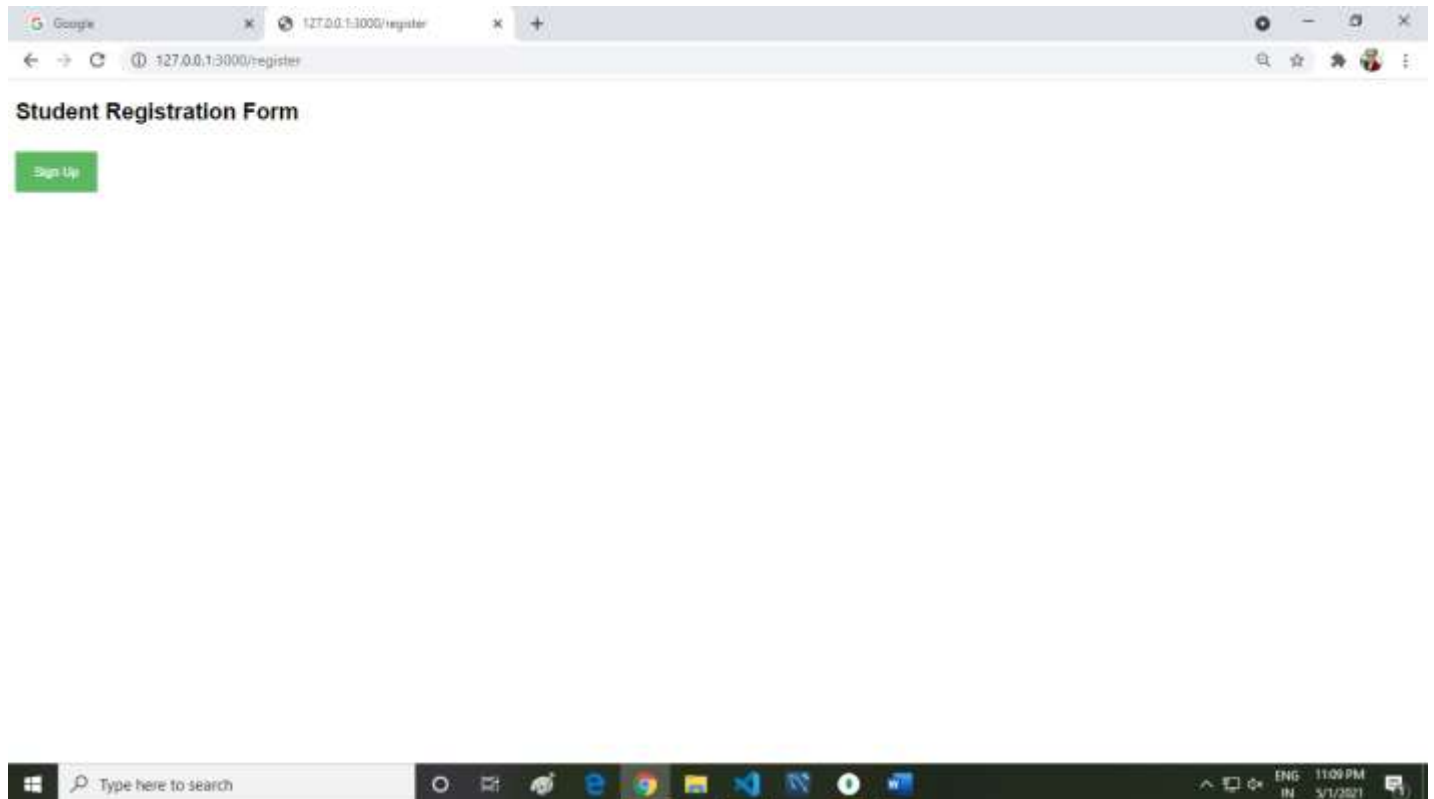 Google
127.0.0.1:3000/register
127.0.0.1:3000/register
Student Registration Form
Sign Up
Type here to search
ENG
IN
11:09 PM
5/1/2021